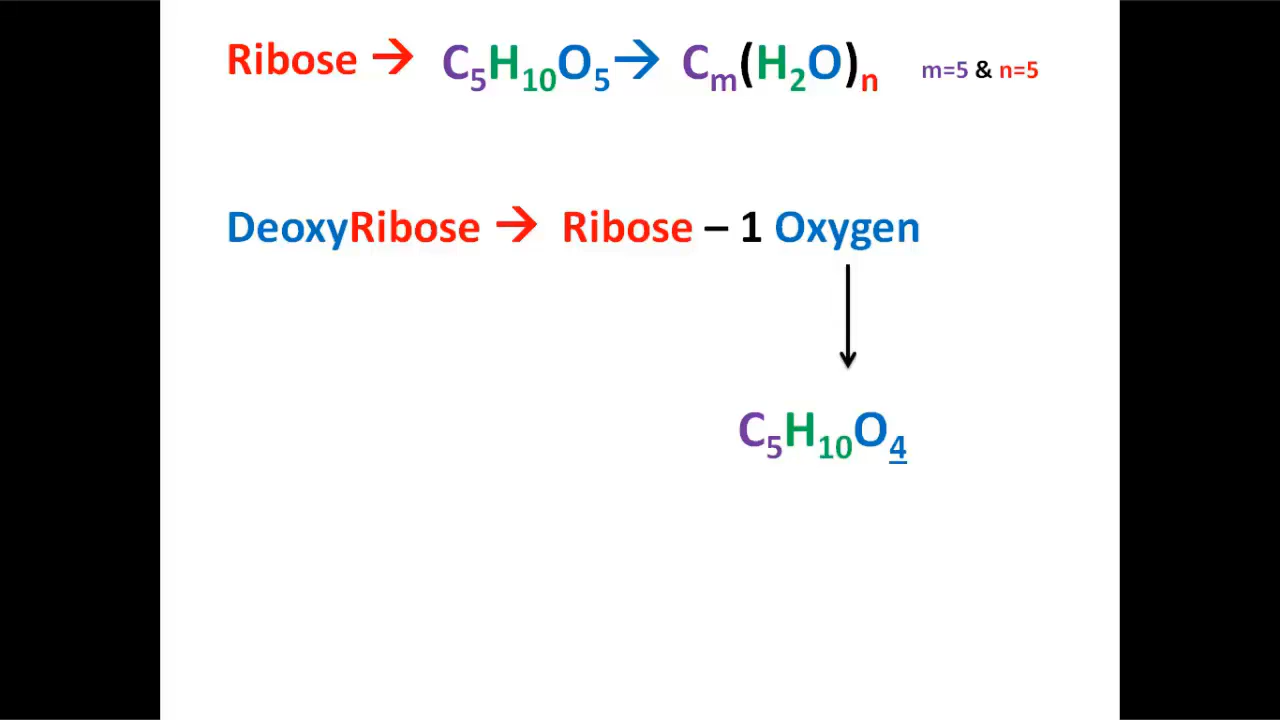 Ribose → C₅H₁₀O₅→ Cₘ(H₂O)ₙ m=5 & n=5
DeoxyRibose → Ribose – 1 Oxygen
C₅H₁₀O₄